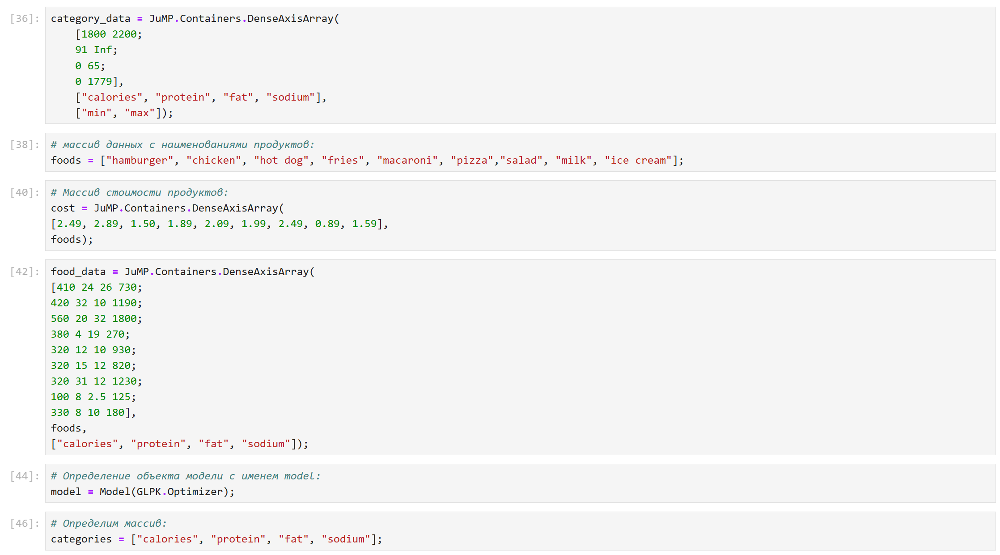 [36]: category_data = JuMP.Containers.DenseAxisArray(
[1800 2200;
91 Inf;
0 65;
0 1779],
["calories", "protein", "fat", "sodium"],
["min", "max"]);
[38]: # массив данных с наименованиями продуктов:
foods = ["hamburger", "chicken", "hot dog", "fries", "macaroni", "pizza","salad", "milk", "ice cream"];
[40]: # Массив стоимости продуктов:
cost = JuMP.Containers.DenseAxisArray(
[2.49, 2.89, 1.50, 1.89, 2.09, 1.99, 2.49, 0.89, 1.59],
foods);
[42]: food_data = JuMP.Containers.DenseAxisArray(
[410 24 26 730;
420 32 10 1190;
560 20 32 1800;
380 4 19 270;
320 12 10 930;
320 15 12 820;
320 31 12 1230;
100 8 2.5 125;
330 8 10 180],
foods,
["calories", "protein", "fat", "sodium"]);
[44]: # Определение объекта модели с именем model:
model = Model(GLPK.Optimizer);
[46]: # Определим массив:
categories = ["calories", "protein", "fat", "sodium"];